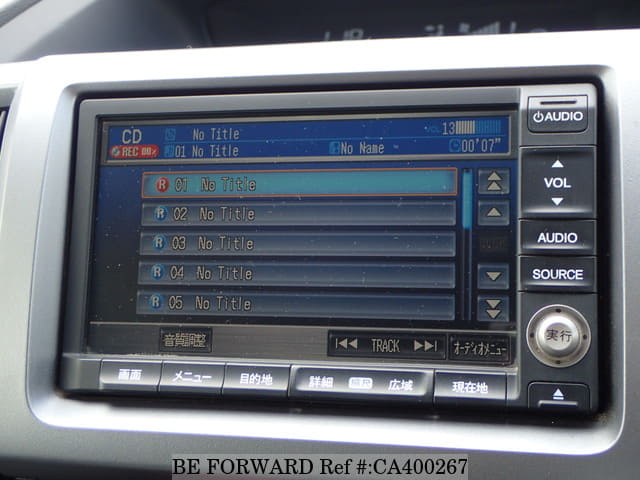 CD No Title VOL 13
REC 00% 01 No Title No Name 00'07"
R 01 No Title
R 02 No Title
R 03 No Title
R 04 No Title
R 05 No Title
音質調整 TRACK オーディオメニュー
画面 メニュー 目的地 詳細 広域 現在地
AUDIO
VOL
AUDIO
SOURCE
実行
BE FORWARD Ref #:CA400267